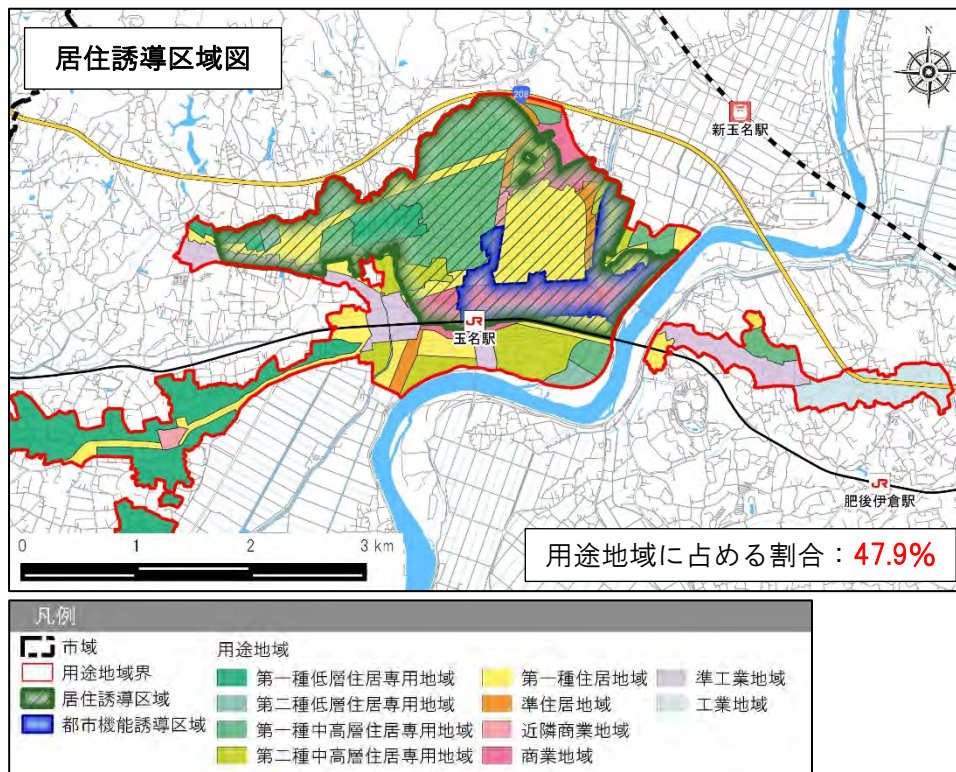 居住誘導区域図
N
208
新玉名駅
JR
玉名駅
JR
肥後伊倉駅
0 1 2 3 km
用途地域に占める割合：47.9%
凡例
市域
用途地域界
居住誘導区域
都市機能誘導区域
用途地域
第一種低層住居専用地域
第二種低層住居専用地域
第一種中高層住居専用地域
第二種中高層住居専用地域
第一種住居地域
準住居地域
近隣商業地域
商業地域
準工業地域
工業地域